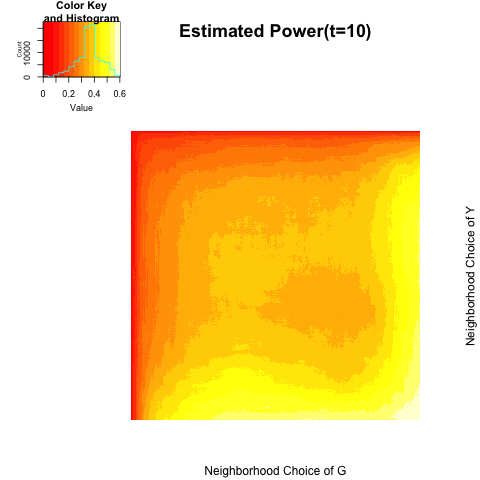 Color Key
and Histogram
Estimated Power(t=10)
Count
0 10000
0 0.2 0.4 0.6
Value
Neighborhood Choice of Y
Neighborhood Choice of G